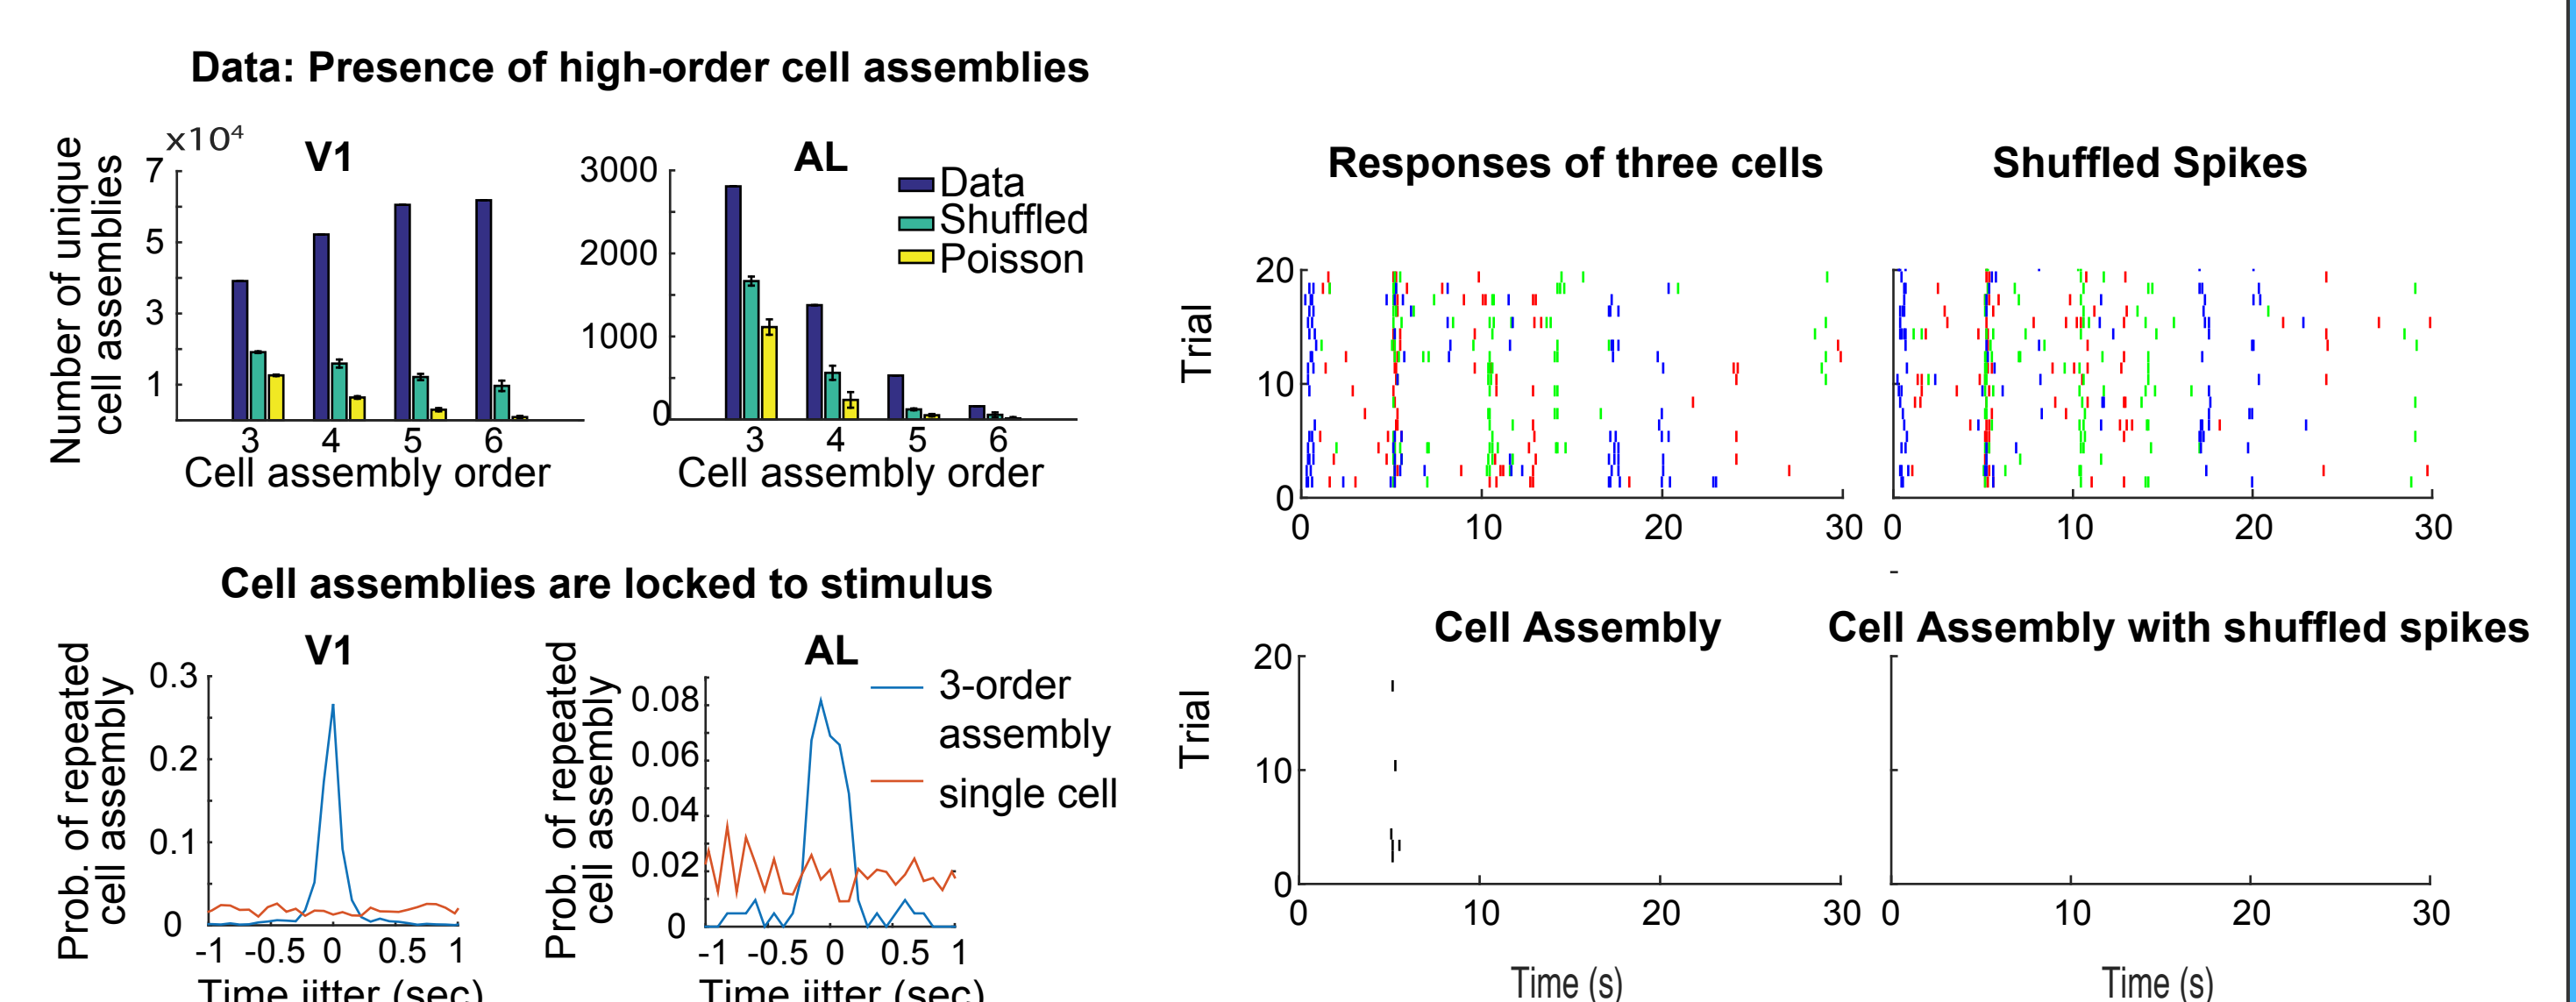 Data: Presence of high-order cell assemblies
x10⁴
V1
AL
Number of unique
cell assemblies
7
5
3
1
3 4 5 6
Cell assembly order
3000
2000
1000
0
3 4 5 6
Cell assembly order
Data
Shuffled
Poisson
Cell assemblies are locked to stimulus
V1
Prob. of repeated
cell assembly
0.3
0.2
0.1
0
-1 -0.5 0 0.5 1
Time jitter (sec)
AL
Prob. of repeated
cell assembly
0.08
0.06
0.04
0.02
0
-1 -0.5 0 0.5 1
Time jitter (sec)
3-order
assembly
single cell
Responses of three cells
Trial
20
10
0
0 10 20 30
Shuffled Spikes
0 10 20 30
Cell Assembly
Trial
20
10
0
0 10 20 30
Time (s)
Cell Assembly with shuffled spikes
0 10 20 30
Time (s)